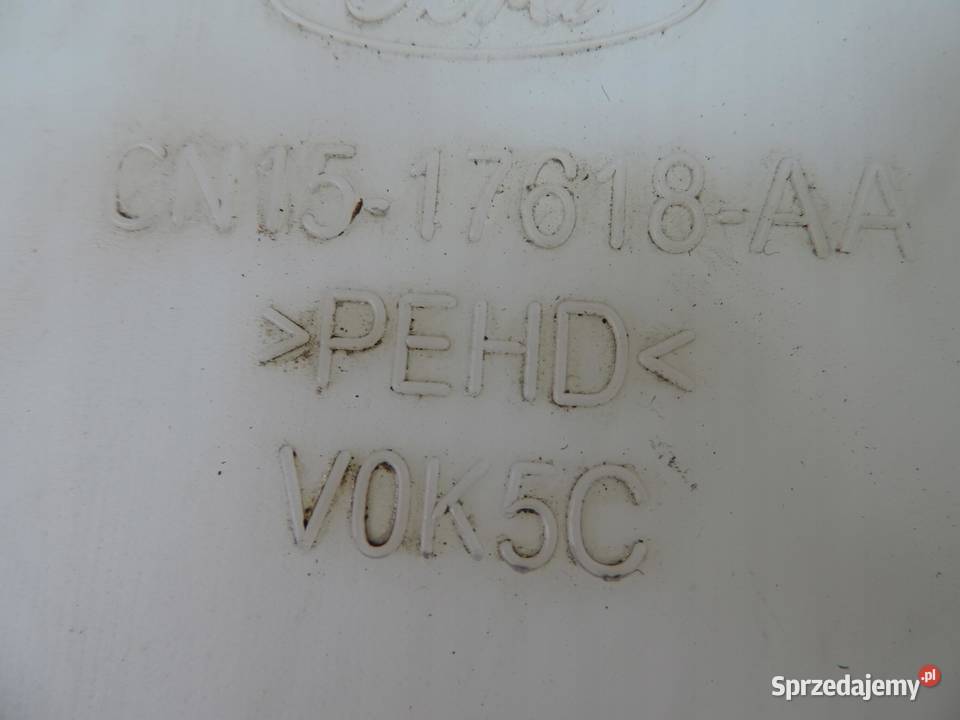 CN15-17618-AA
>PEHD<
V0K5C
Sprzedajemy.pl